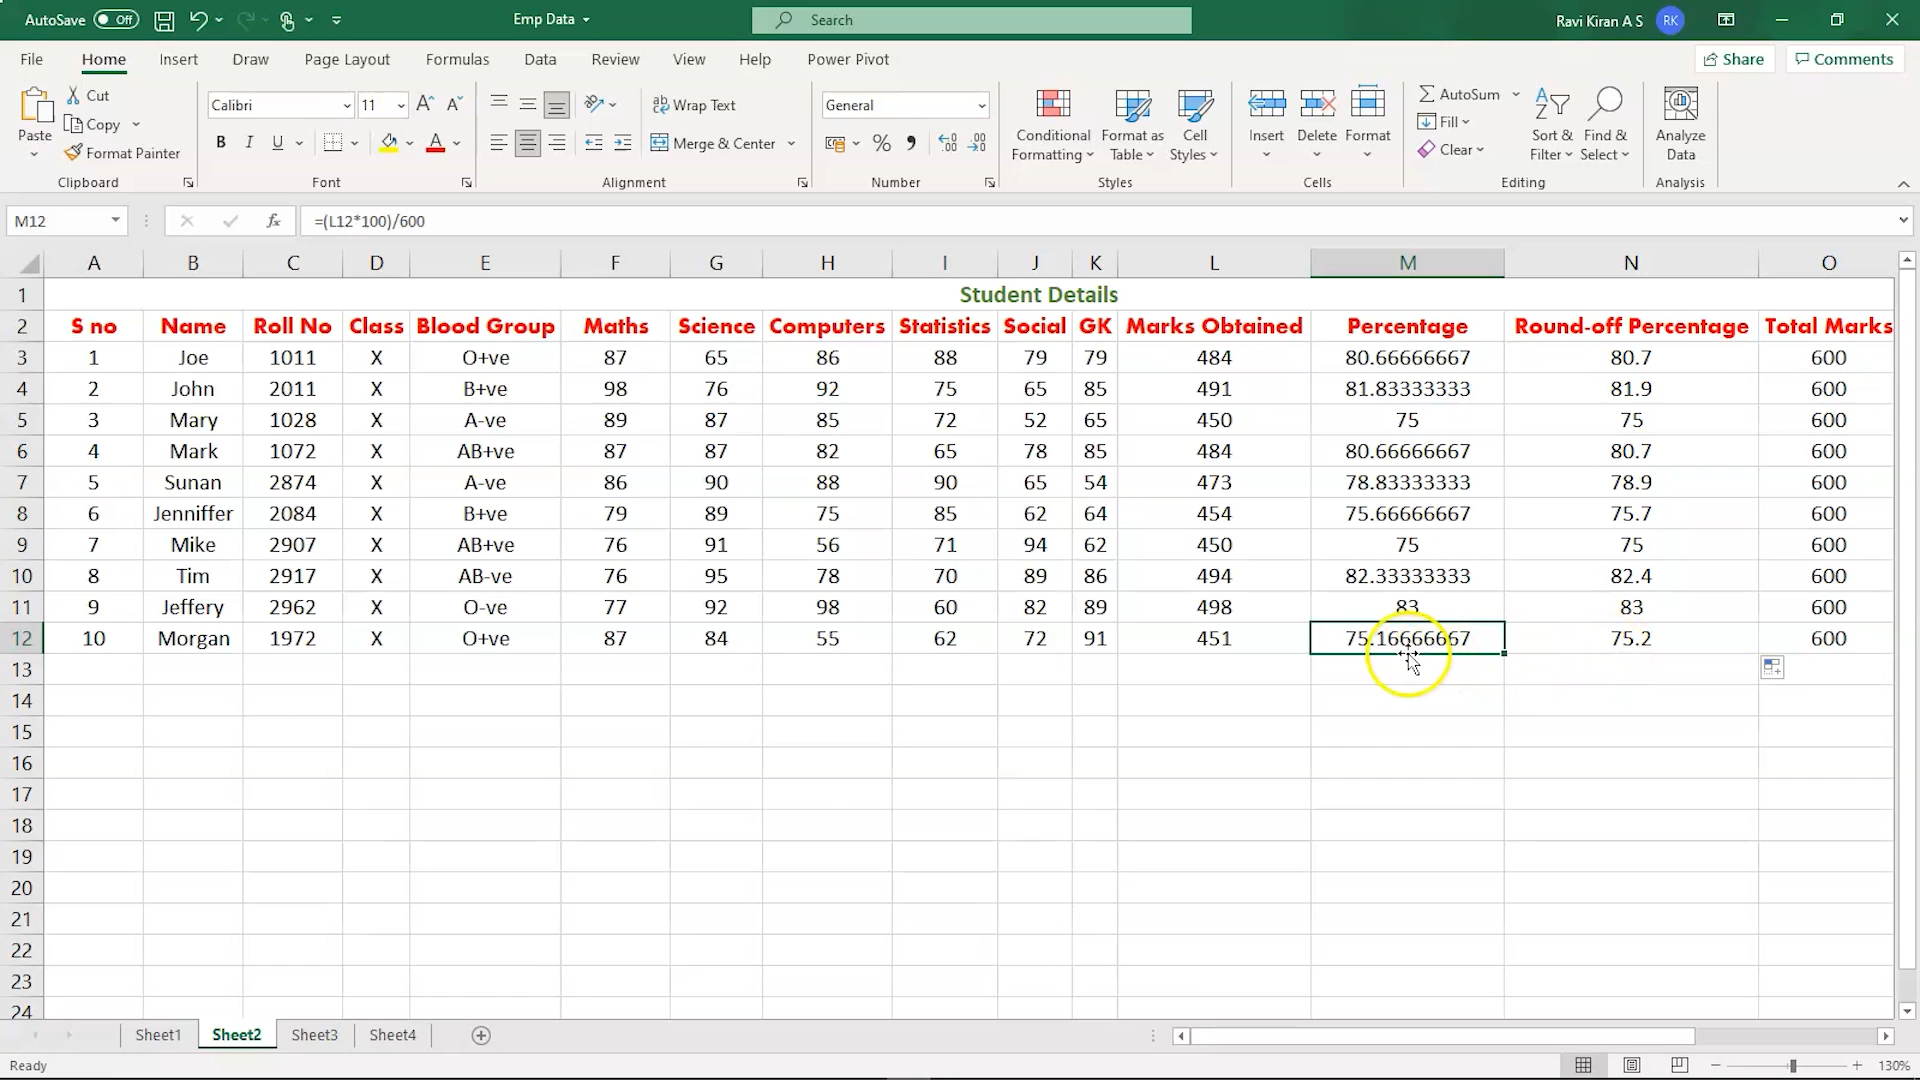 AutoSave Off Emp Data Search Ravi Kiran A S RK
File Home Insert Draw Page Layout Formulas Data Review View Help Power Pivot Share Comments
Paste Cut Copy Format Painter Clipboard
Calibri 11 A A B I U A Font
ab Wrap Text Merge & Center Alignment
General % Number
Conditional Formatting Format as Table Cell Styles Styles
Insert Delete Format Cells
AutoSum Fill Clear Sort & Filter Find & Select Editing
Analyze Data Analysis
M12 fx =(L12*100)/600
A B C D E F G H I J K L M N O
1 Student Details
2 S no Name Roll No Class Blood Group Maths Science Computers Statistics Social GK Marks Obtained Percentage Round-off Percentage Total Marks
3 1 Joe 1011 X O+ve 87 65 86 88 79 79 484 80.66666667 80.7 600
4 2 John 2011 X B+ve 98 76 92 75 65 85 491 81.83333333 81.9 600
5 3 Mary 1028 X A-ve 89 87 85 72 52 65 450 75 75 600
6 4 Mark 1072 X AB+ve 87 87 82 65 78 85 484 80.66666667 80.7 600
7 5 Sunan 2874 X A-ve 86 90 88 90 65 54 473 78.83333333 78.9 600
8 6 Jenniffer 2084 X B+ve 79 89 75 85 62 64 454 75.66666667 75.7 600
9 7 Mike 2907 X AB+ve 76 91 56 71 94 62 450 75 75 600
10 8 Tim 2917 X AB-ve 76 95 78 70 89 86 494 82.33333333 82.4 600
11 9 Jeffery 2962 X O-ve 77 92 98 60 82 89 498 83 83 600
12 10 Morgan 1972 X O+ve 87 84 55 62 72 91 451 75.16666667 75.2 600
13
14
15
16
17
18
19
20
21
22
23
24
Sheet1 Sheet2 Sheet3 Sheet4
Ready 130%